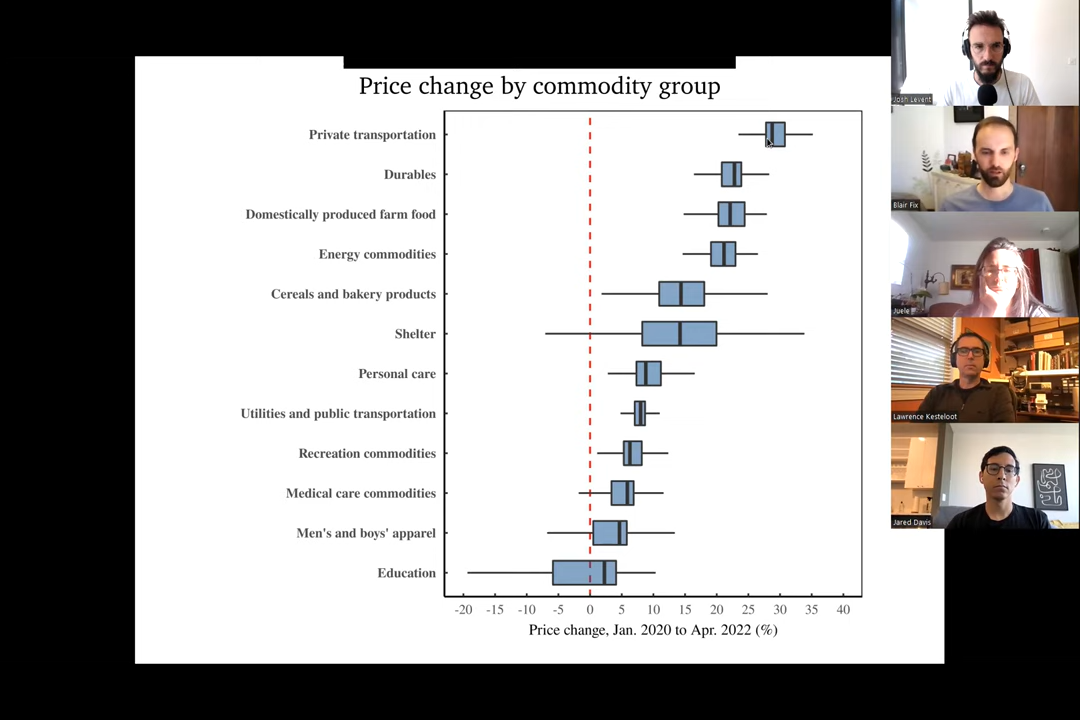 Price change by commodity group
Private transportation
Durables
Domestically produced farm food
Energy commodities
Cereals and bakery products
Shelter
Personal care
Utilities and public transportation
Recreation commodities
Medical care commodities
Men's and boys' apparel
Education
-20 -15 -10 -5 0 5 10 15 20 25 30 35 40
Price change, Jan. 2020 to Apr. 2022 (%)
Josh Levent
Blair Fix
Juele
Lawrence Kesteloot
Jared Davis